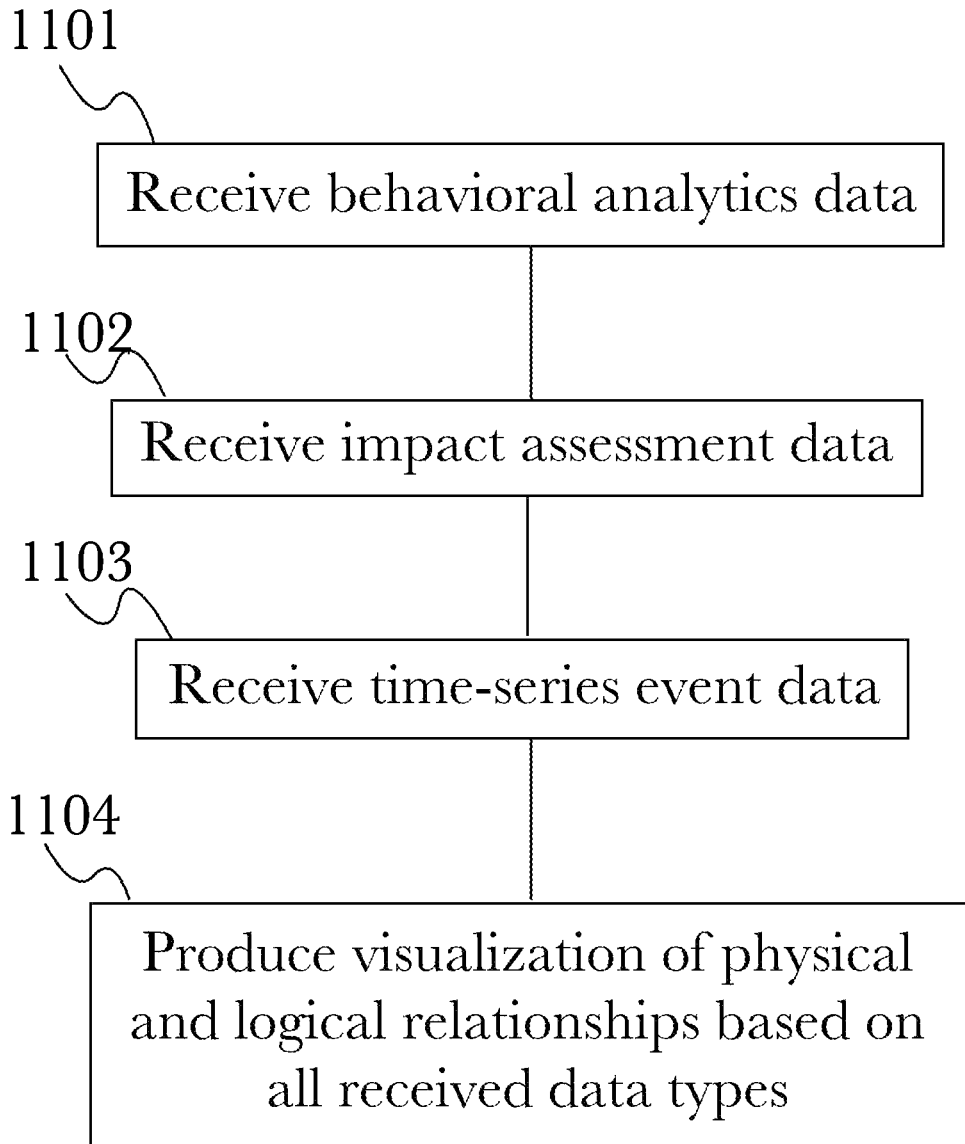 1101
Receive behavioral analytics data
1102
Receive impact assessment data
1103
Receive time-series event data
1104
Produce visualization of physical
and logical relationships based on
all received data types